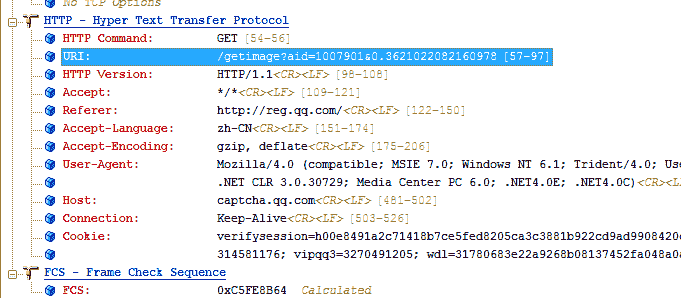 No TCP Options
HTTP - Hyper Text Transfer Protocol
HTTP Command: GET [54-56]
URI: /getimage?aid=1007901&0.3621022082160978 [57-97]
HTTP Version: HTTP/1.1<CR><LF> [98-108]
Accept: */*<CR><LF> [109-121]
Referer: http://reg.qq.com/<CR><LF> [122-150]
Accept-Language: zh-CN<CR><LF> [151-174]
Accept-Encoding: gzip, deflate<CR><LF> [175-206]
User-Agent: Mozilla/4.0 (compatible; MSIE 7.0; Windows NT 6.1; Trident/4.0; Use
.NET CLR 3.0.30729; Media Center PC 6.0; .NET4.0E; .NET4.0C)<CR><L
Host: captcha.qq.com<CR><LF> [481-502]
Connection: Keep-Alive<CR><LF> [503-526]
Cookie: verifysession=h00e8491a2c71418b7ce5fed8205ca3c3881b922cd9ad9908420c
314581176; vipqq3=3270491205; wdl=31780683e22a9268b08137452fa048a0a
FCS - Frame Check Sequence
FCS: 0xC5FE8B64 Calculated